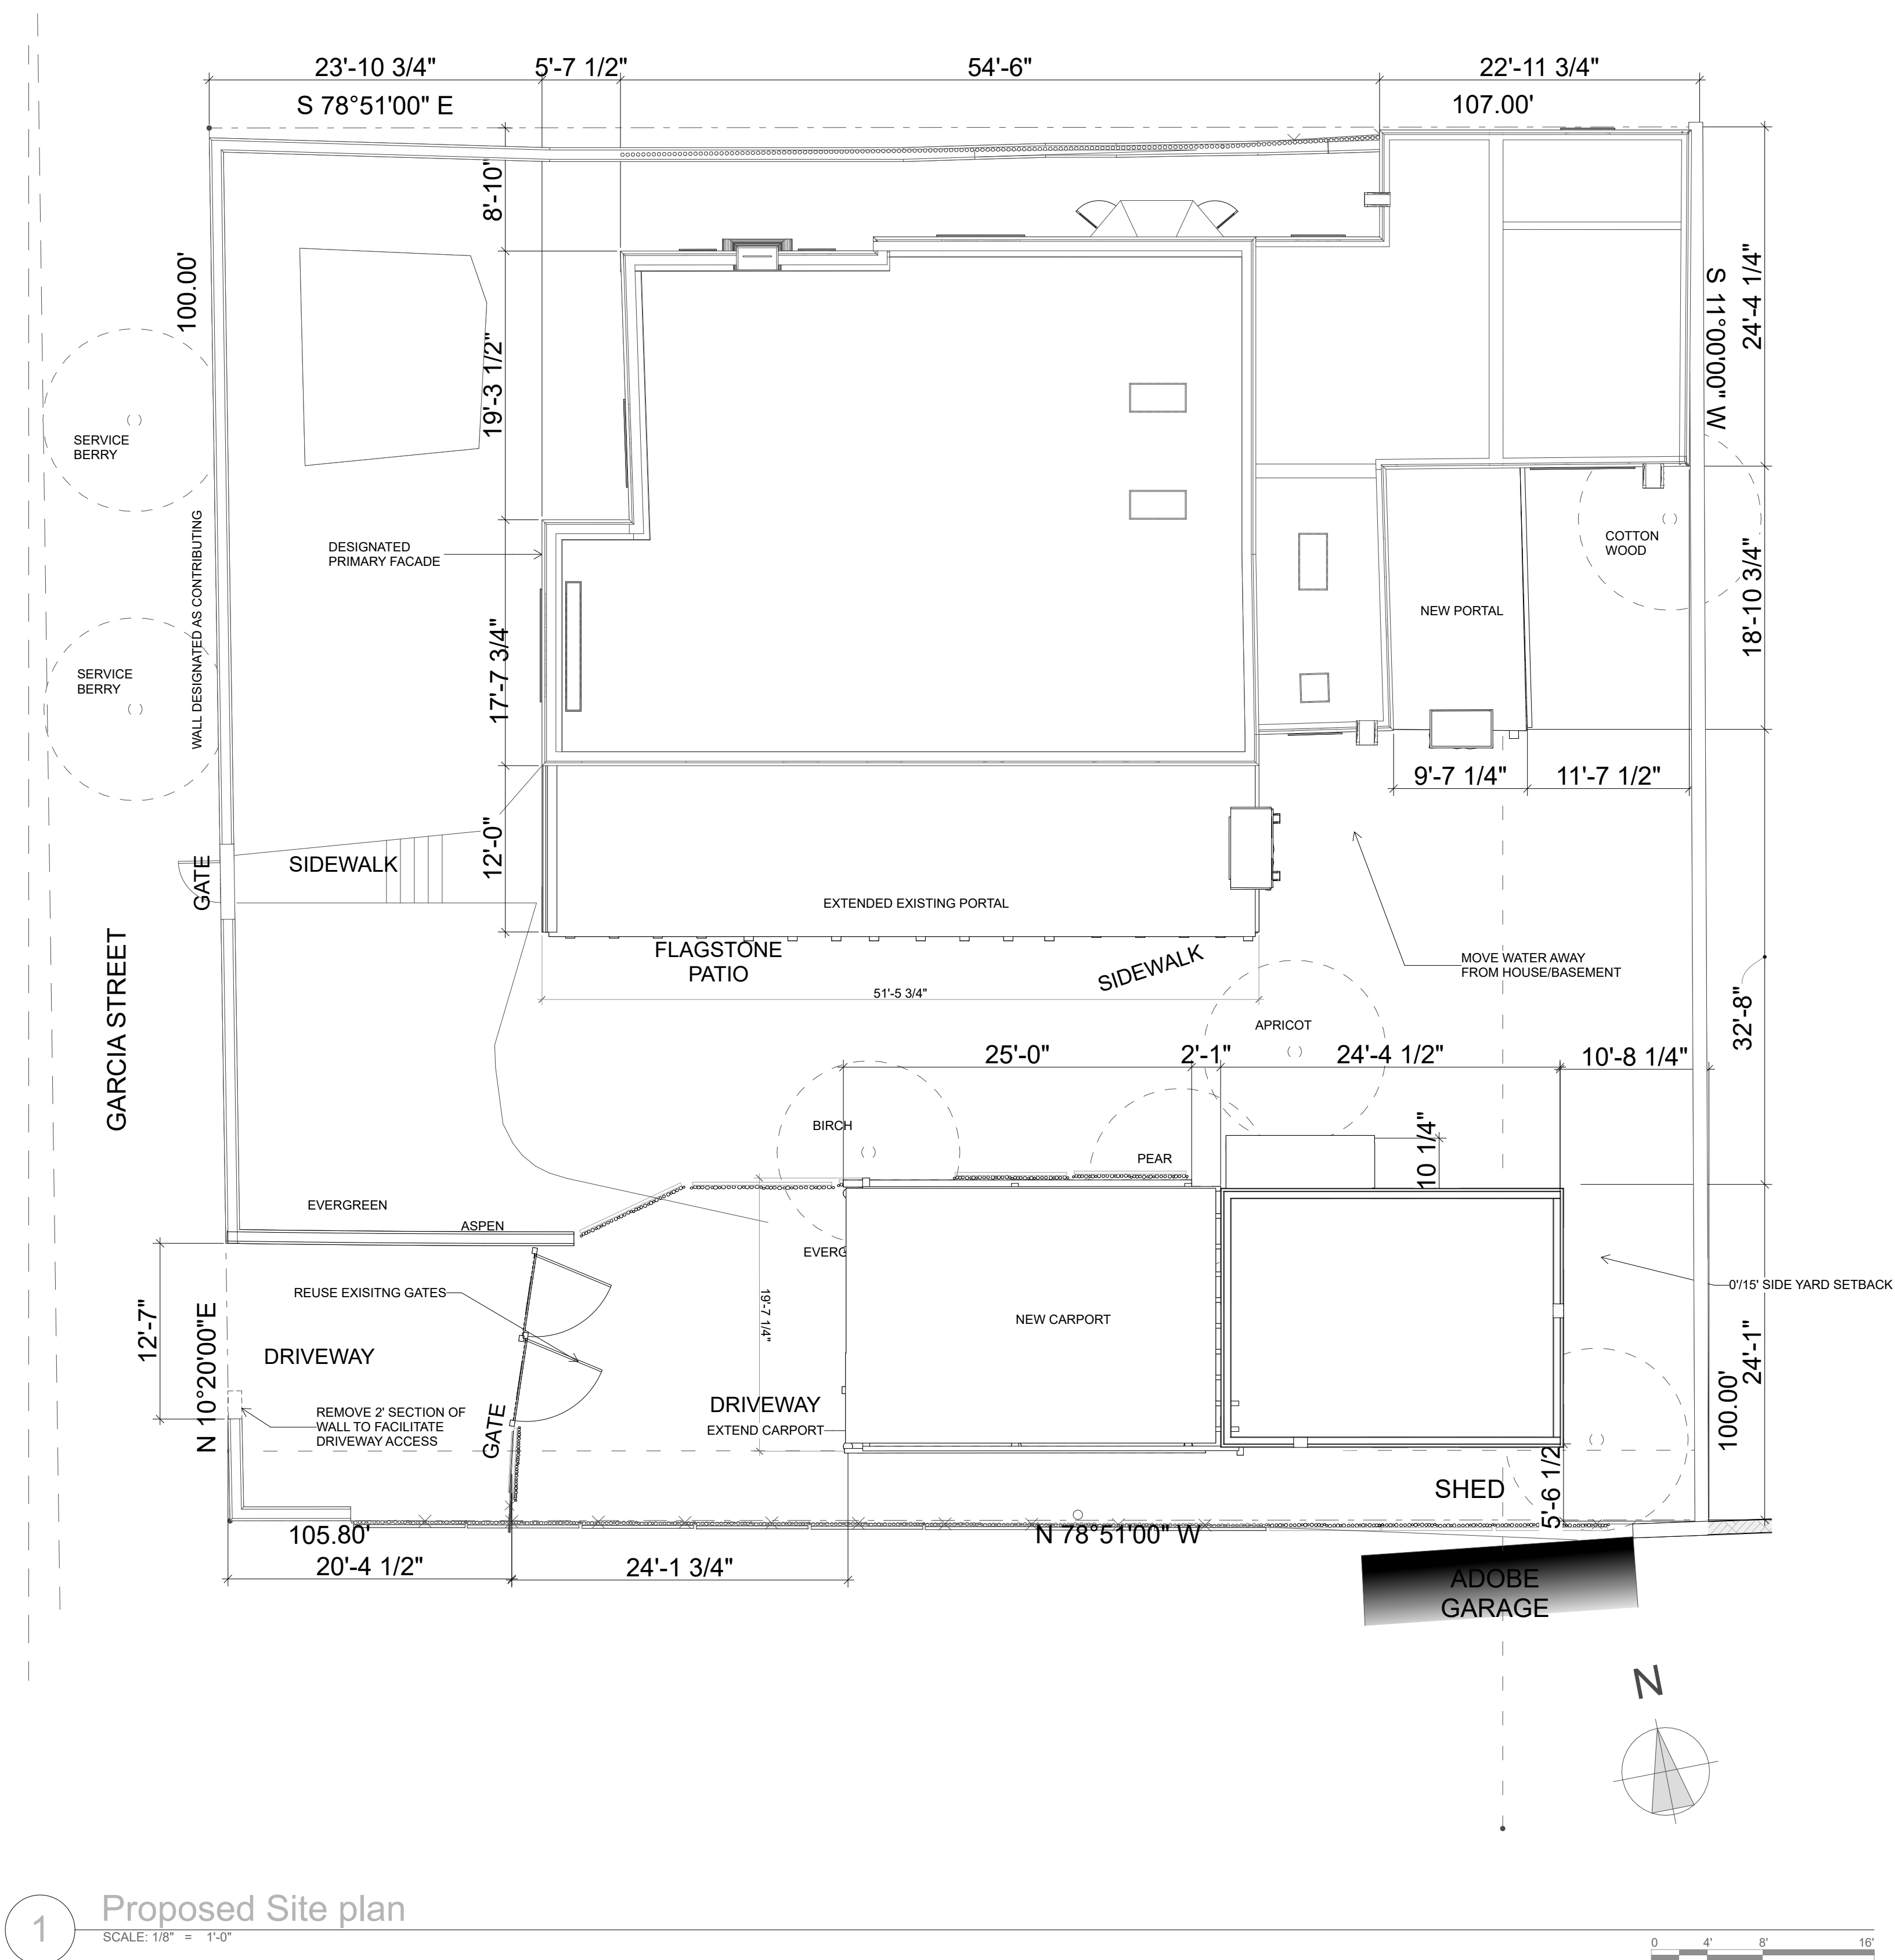 23'-10 3/4"
5'-7 1/2"
54'-6"
22'-11 3/4"
S 78°51'00" E
107.00'
8'-10"
100.00'
S 11°00'00" W
24'-4 1/4"
19'-3 1/2"
SERVICE
BERRY
WALL DESIGNATED AS CONTRIBUTING
DESIGNATED
PRIMARY FACADE
COTTON
WOOD
NEW PORTAL
18'-10 3/4"
17'-7 3/4"
SERVICE
BERRY
9'-7 1/4"
11'-7 1/2"
12'-0"
GATE
SIDEWALK
EXTENDED EXISTING PORTAL
FLAGSTONE
PATIO
SIDEWALK
MOVE WATER AWAY
FROM HOUSE/BASEMENT
51'-5 3/4"
GARCIA STREET
APRICOT
32'-8"
25'-0"
2'-1"
24'-4 1/2"
10'-8 1/4"
BIRCH
10 1/4"
PEAR
EVERGREEN
ASPEN
EVERG
REUSE EXISITNG GATES
0'/15' SIDE YARD SETBACK
12'-7"
N 10°20'00"E
DRIVEWAY
19'-7 1/4"
NEW CARPORT
24'-1"
100.00'
REMOVE 2' SECTION OF
WALL TO FACILITATE
DRIVEWAY ACCESS
GATE
DRIVEWAY
EXTEND CARPORT
SHED
5'-6 1/2
105.80'
N 78°51'00" W
20'-4 1/2"
24'-1 3/4"
ADOBE
GARAGE
N
1
Proposed Site plan
SCALE: 1/8" = 1'-0"
0 4' 8' 16'